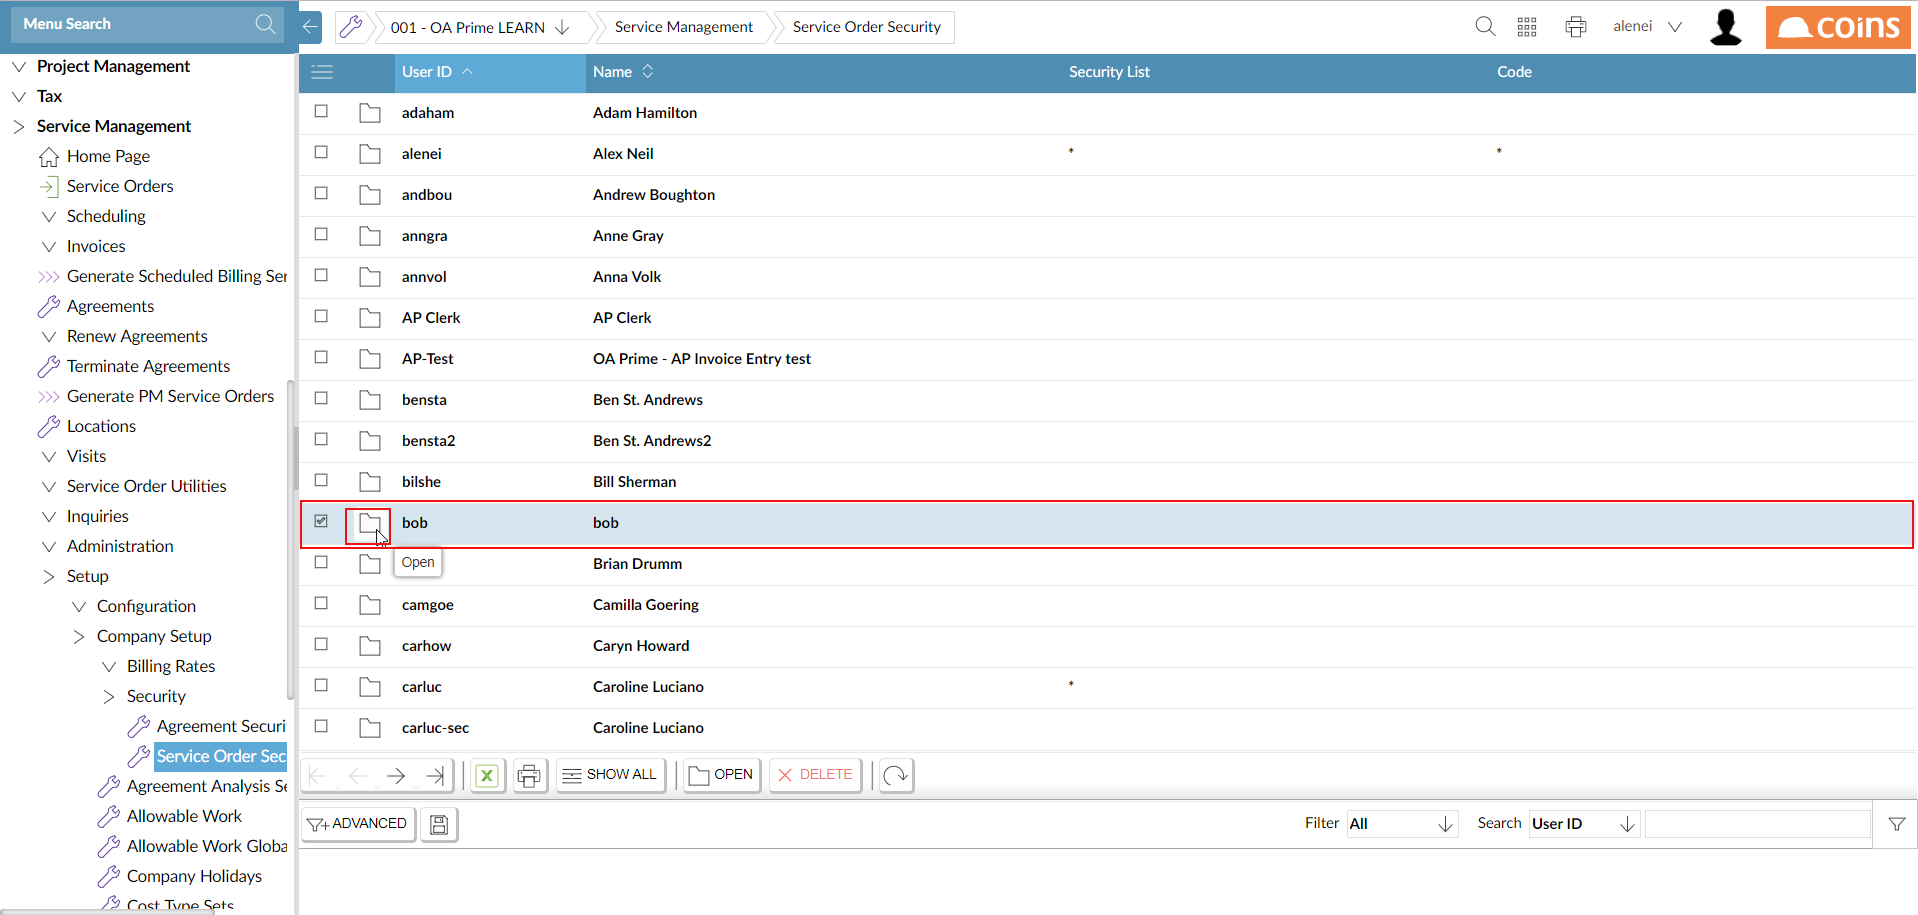 Menu Search
001 - OA Prime LEARN
Service Management
Service Order Security
alenei
coins
Project Management
Tax
Service Management
Home Page
Service Orders
Scheduling
Invoices
Generate Scheduled Billing Ser
Agreements
Renew Agreements
Terminate Agreements
Generate PM Service Orders
Locations
Visits
Service Order Utilities
Inquiries
Administration
Setup
Configuration
Company Setup
Billing Rates
Security
Agreement Securi
Service Order Sec
Agreement Analysis Se
Allowable Work
Allowable Work Globa
Company Holidays
Cost Type Sets
User ID Name Security List Code
adaham Adam Hamilton
alenei Alex Neil * *
andbou Andrew Boughton
anngra Anne Gray
annvol Anna Volk
AP Clerk AP Clerk
AP-Test OA Prime - AP Invoice Entry test
bensta Ben St. Andrews
bensta2 Ben St. Andrews2
bilshe Bill Sherman
bob bob
Open
Brian Drumm
camgoe Camilla Goering
carhow Caryn Howard
carluc Caroline Luciano *
carluc-sec Caroline Luciano
SHOW ALL OPEN DELETE
ADVANCED Filter All Search User ID